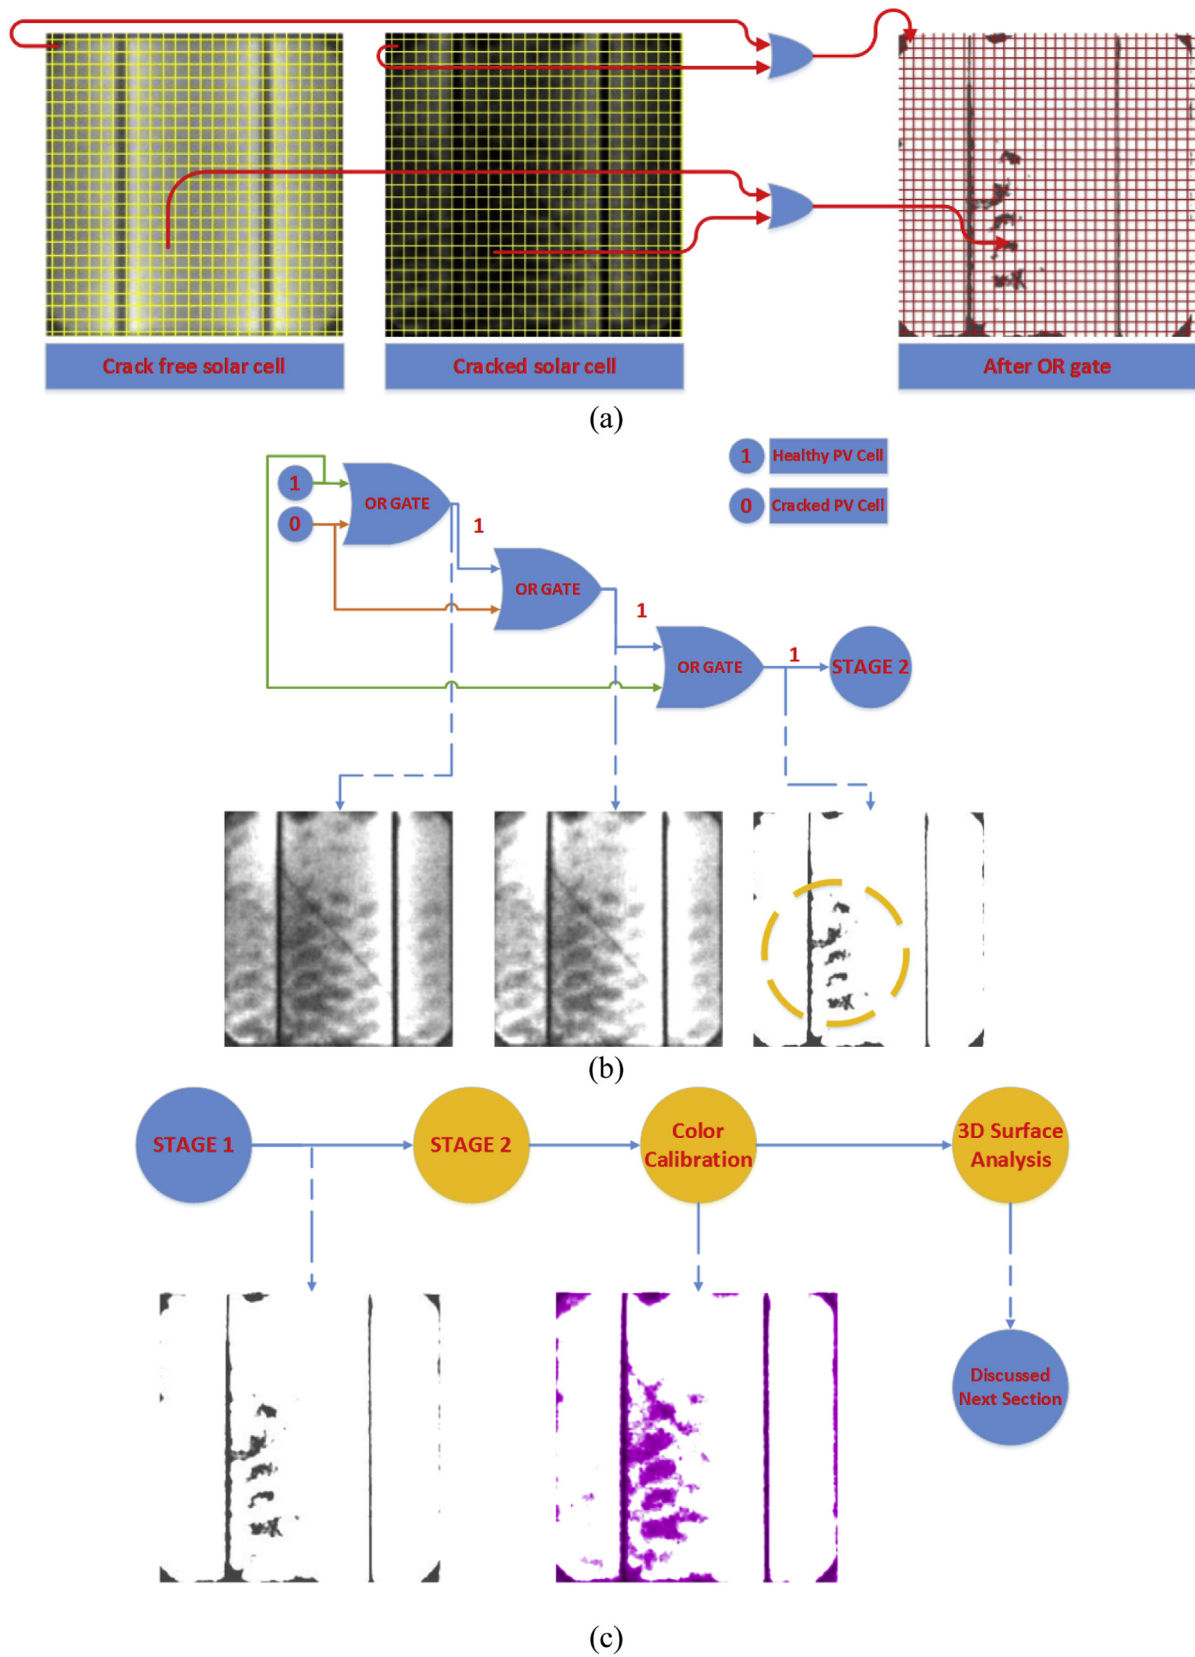 Crack free solar cell
Cracked solar cell
After OR gate
(a)
1
Healthy PV Cell
0
Cracked PV Cell
1
0
OR GATE
1
OR GATE
1
OR GATE
1
STAGE 2
(b)
STAGE 1
STAGE 2
Color
Calibration
3D Surface
Analysis
Discussed
Next Section
(c)